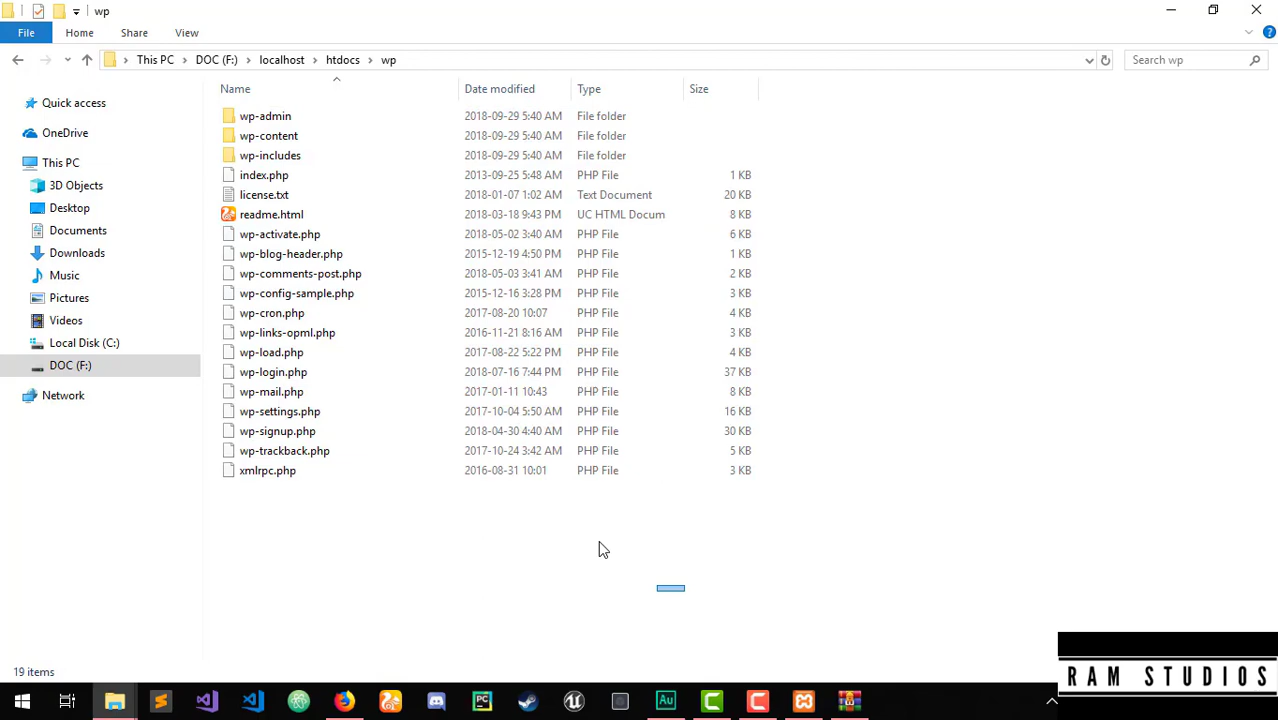 wp
File Home Share View
This PC DOC (F:) localhost htdocs wp Search wp
Name Date modified Type Size
Quick access
OneDrive
This PC
3D Objects
Desktop
Documents
Downloads
Music
Pictures
Videos
Local Disk (C:)
DOC (F:)
Network
wp-admin 2018-09-29 5:40 AM File folder
wp-content 2018-09-29 5:40 AM File folder
wp-includes 2018-09-29 5:40 AM File folder
index.php 2013-09-25 5:48 AM PHP File 1 KB
license.txt 2018-01-07 1:02 AM Text Document 20 KB
readme.html 2018-03-18 9:43 PM UC HTML Docum 8 KB
wp-activate.php 2018-05-02 3:40 AM PHP File 6 KB
wp-blog-header.php 2015-12-19 4:50 PM PHP File 1 KB
wp-comments-post.php 2018-05-03 3:41 AM PHP File 2 KB
wp-config-sample.php 2015-12-16 3:28 PM PHP File 3 KB
wp-cron.php 2017-08-20 10:07 PHP File 4 KB
wp-links-opml.php 2016-11-21 8:16 AM PHP File 3 KB
wp-load.php 2017-08-22 5:22 PM PHP File 4 KB
wp-login.php 2018-07-16 7:44 PM PHP File 37 KB
wp-mail.php 2017-01-11 10:43 PHP File 8 KB
wp-settings.php 2017-10-04 5:50 AM PHP File 16 KB
wp-signup.php 2018-04-30 4:40 AM PHP File 30 KB
wp-trackback.php 2017-10-24 3:42 AM PHP File 5 KB
xmlrpc.php 2016-08-31 10:01 PHP File 3 KB
19 items
RAM STUDIOS
PC
Au